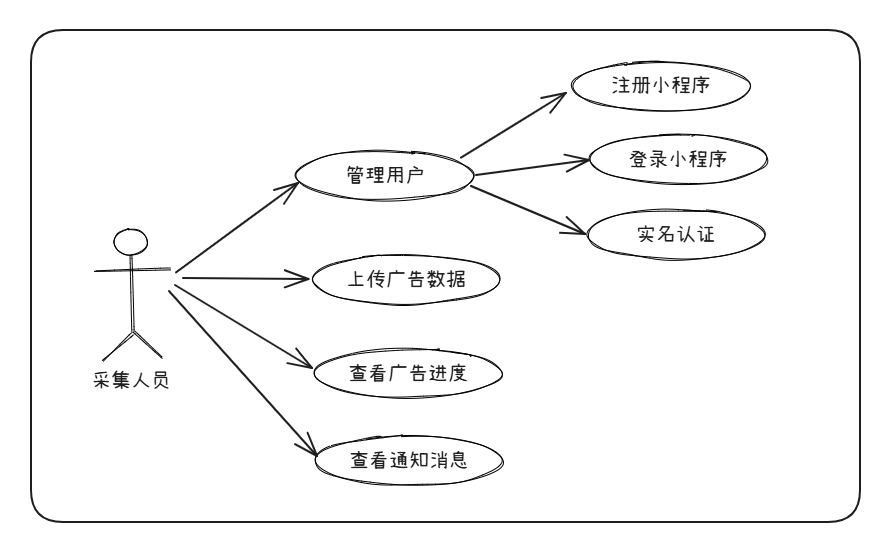 注册小程序
管理用户
登录小程序
实名认证
上传广告数据
采集人员
查看广告进度
查看通知消息